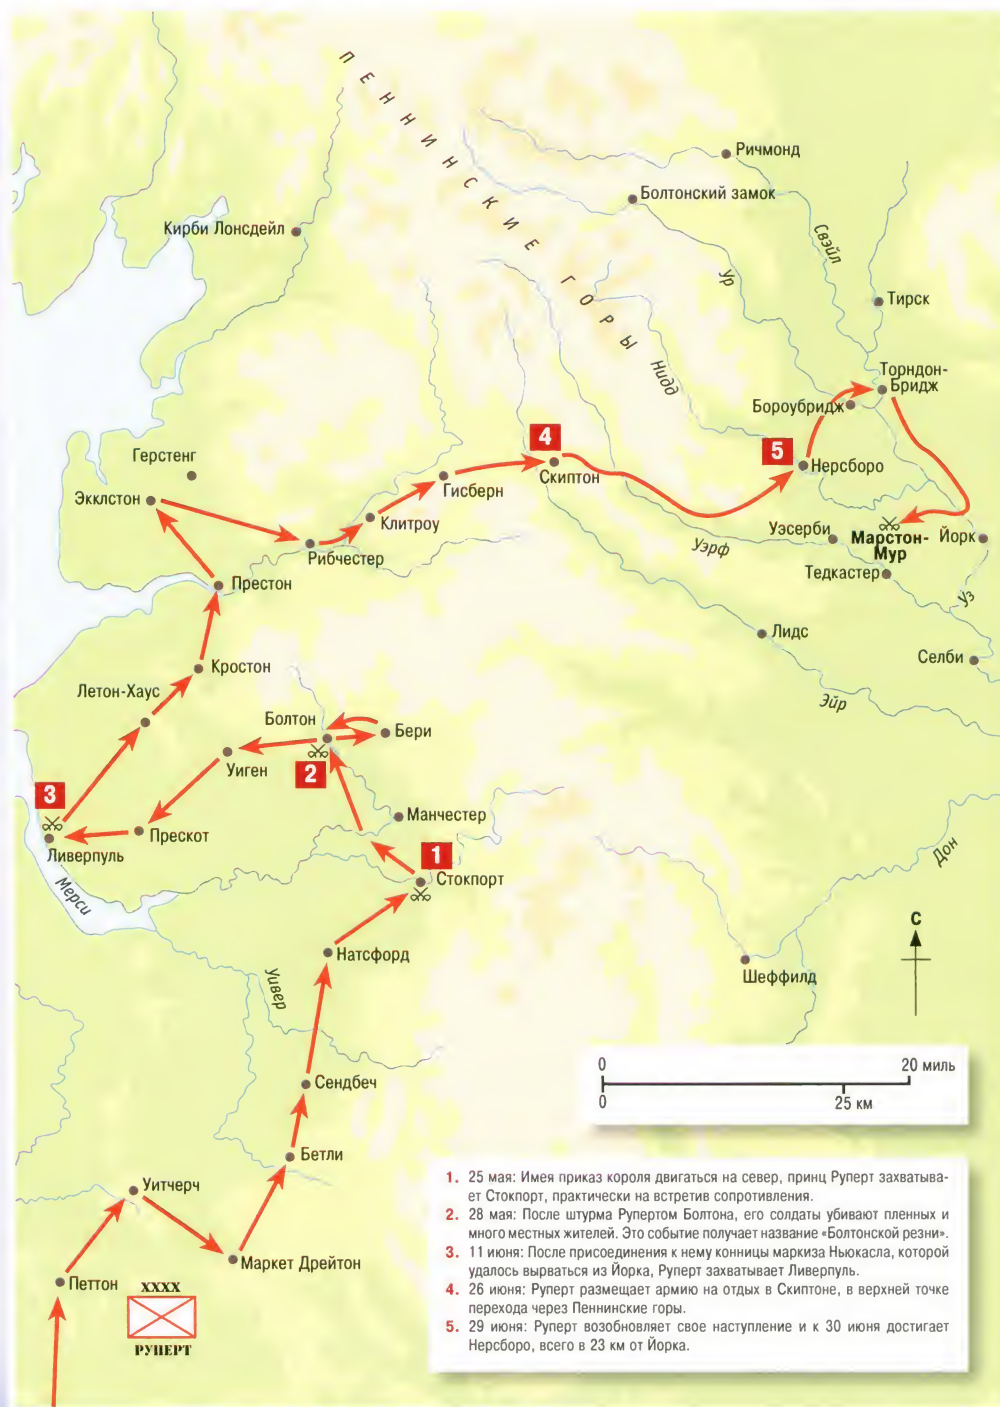 ПЕННИНСКИЕ ГОРЫ
Ричмонд
Болтонский замок
Кирби Лонсдейл
Свэйл
Ур
Тирск
Нидд
Торндон-
Бридж
Бороубридж
4
5
Нерсборо
Герстенг
Скиптон
Гисберн
Экклстон
Клитроу
Уэсерби
Марстон-
Мур
Йорк
Уэрф
Рибчестер
Тедкастер
Престон
Уз
Лидс
Селби
Кростон
Летон-Хаус
Эйр
Болтон
Бери
Уиген
2
3
Манчестер
Прескот
Ливерпуль
1
Дон
Стокпорт
Мерси
С
Натсфорд
Шеффилд
Уивер
0 20 миль
0 25 км
Сендбеч
Бетли
Уитчерч
Маркет Дрейтон
Петтон
XXXX
РУПЕРТ
1. 25 мая: Имея приказ короля двигаться на север, принц Руперт захватыва-
ет Стокпорт, практически на встретив сопротивления.
2. 28 мая: После штурма Рупертом Болтона, его солдаты убивают пленных и
много местных жителей. Это событие получает название «Болтонской резни».
3. 11 июня: После присоединения к нему конницы маркиза Ньюкасла, которой
удалось вырваться из Йорка, Руперт захватывает Ливерпуль.
4. 26 июня: Руперт размещает армию на отдых в Скиптоне, в верхней точке
перехода через Пеннинские горы.
5. 29 июня: Руперт возобновляет свое наступление и к 30 июня достигает
Нерсборо, всего в 23 км от Йорка.